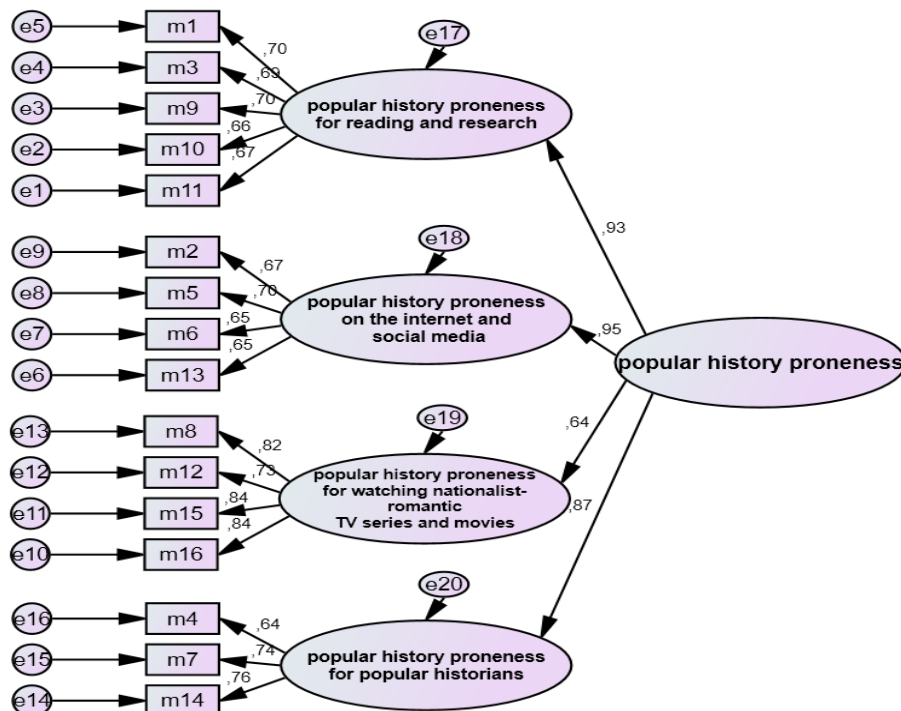 e5
m1
,70
e17
e4
m3
,69
popular history proneness
for reading and research
e3
m9
,70
e2
m10
,66
e1
m11
,67
,93
e9
m2
,67
e18
e8
m5
,70
popular history proneness
on the internet and
social media
e7
m6
,65
e6
m13
,65
,95
popular history proneness
e13
m8
,82
e19
,64
e12
m12
,73
popular history proneness
for watching nationalist-
romantic
TV series and movies
e11
m15
,84
e10
m16
,84
,87
e16
m4
,64
e20
e15
m7
,74
popular history proneness
for popular historians
e14
m14
,76